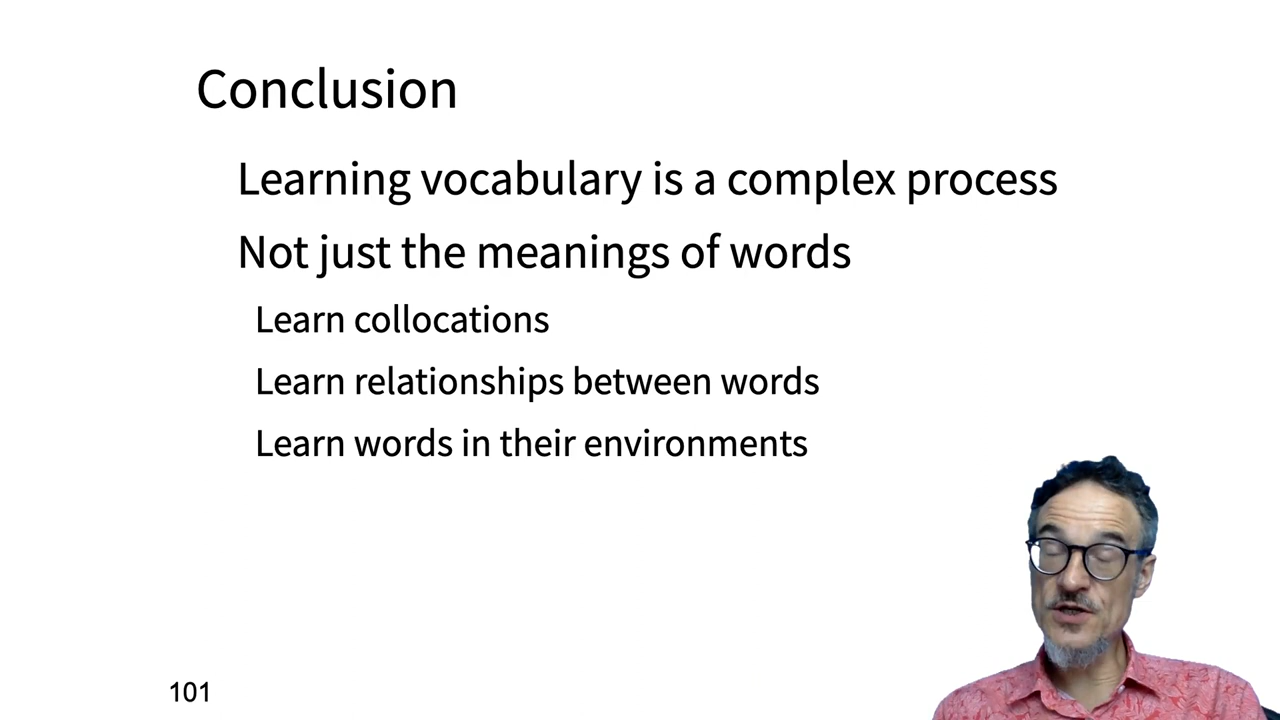 Conclusion
Learning vocabulary is a complex process
Not just the meanings of words
Learn collocations
Learn relationships between words
Learn words in their environments
101